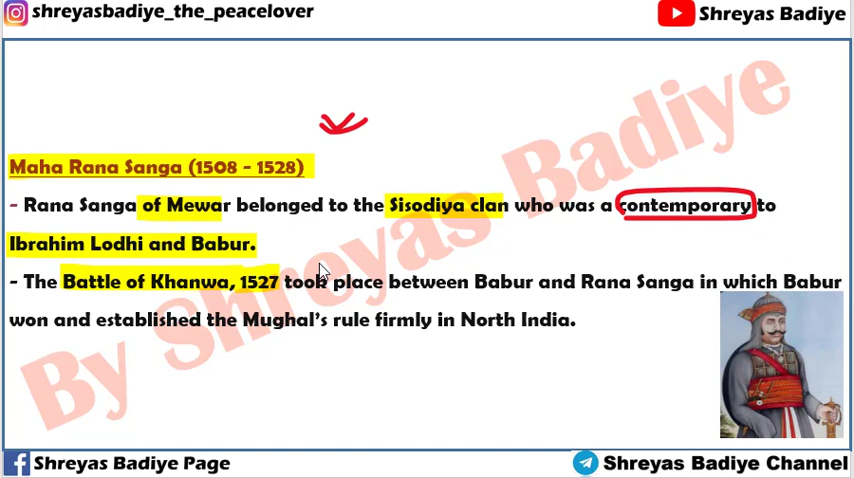 shreyasbadiye_the_peacelover
Shreyas Badiye
Maha Rana Sanga (1508 - 1528)
- Rana Sanga of Mewar belonged to the Sisodiya clan who was a contemporary to
Ibrahim Lodhi and Babur.
- The Battle of Khanwa, 1527 took place between Babur and Rana Sanga in which Babur
won and established the Mughal's rule firmly in North India.
By Shreyas Badiye
Shreyas Badiye Page
Shreyas Badiye Channel